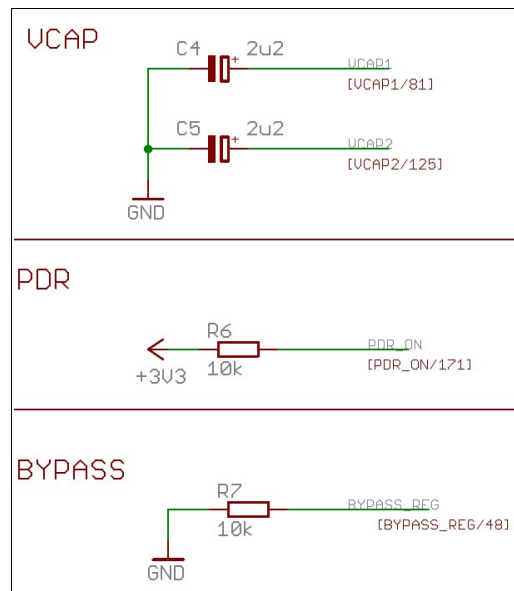 VCAP
C4 2u2
+
VCAP1
[VCAP1/81]
C5 2u2
+
VCAP2
[VCAP2/125]
GND
PDR
R6
10k
+3V3
PDR_ON
[PDR_ON/171]
BYPASS
R7
10k
BYPASS_REG
[BYPASS_REG/48]
GND